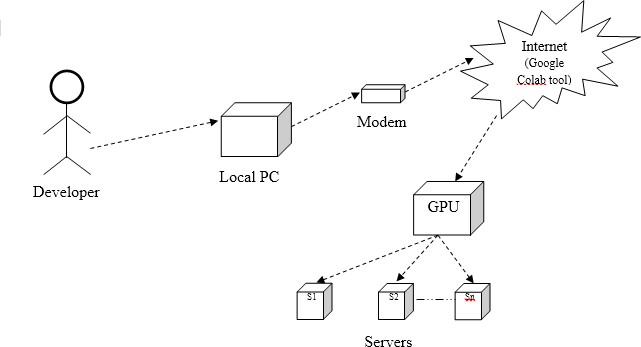 Internet
(Google
Colab tool)
Modem
Developer
Local PC
GPU
S1
S2
Sn
Servers